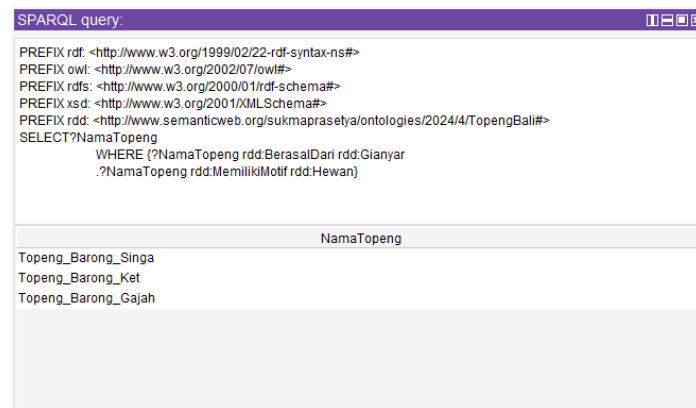 SPARQL query:
PREFIX rdf: <http://www.w3.org/1999/02/22-rdf-syntax-ns#>
PREFIX owl: <http://www.w3.org/2002/07/owl#>
PREFIX rdfs: <http://www.w3.org/2000/01/rdf-schema#>
PREFIX xsd: <http://www.w3.org/2001/XMLSchema#>
PREFIX rdd: <http://www.semanticweb.org/sukmaprasetya/ontologies/2024/4/TopengBali#>
SELECT?NamaTopeng
WHERE {?NamaTopeng rdd:BerasalDari rdd:Gianyar
.?NamaTopeng rdd:MemilikiMotif rdd:Hewan}
NamaTopeng
Topeng_Barong_Singa
Topeng_Barong_Ket
Topeng_Barong_Gajah